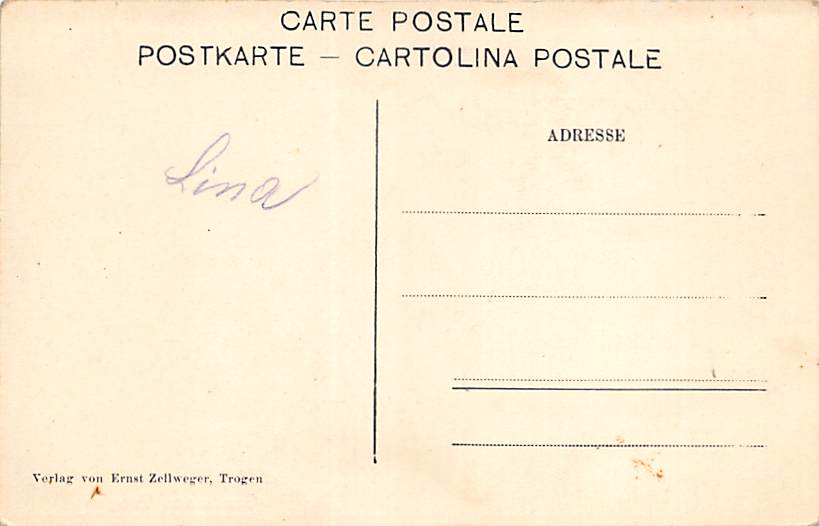 CARTE POSTALE
POSTKARTE — CARTOLINA POSTALE
ADRESSE
Lina
Verlag von Ernst Zellweger, Trogen